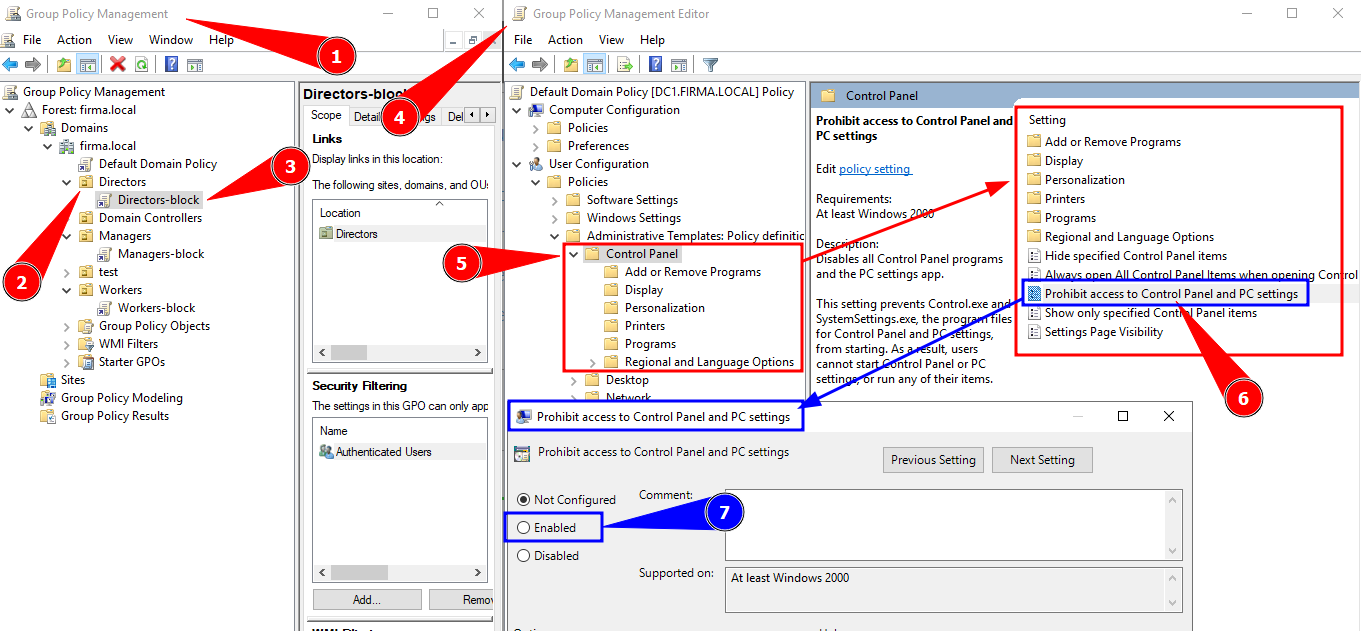 Group Policy Management
File Action View Window Help
1
Group Policy Management
Forest: firma.local
Domains
firma.local
Default Domain Policy
Directors
Directors-block
Domain Controllers
Managers
Managers-block
test
Workers
Workers-block
Group Policy Objects
WMI Filters
Starter GPOs
Sites
Group Policy Modeling
Group Policy Results
2
3
Directors-bloc
Scope Detail gs Del
Links
Display links in this location:
The following sites, domains, and OUs
Location
Directors
Security Filtering
The settings in this GPO can only app
Name
Authenticated Users
Add... Remov
4
Group Policy Management Editor
File Action View Help
Default Domain Policy [DC1.FIRMA.LOCAL] Policy
Computer Configuration
Policies
Preferences
User Configuration
Policies
Software Settings
Windows Settings
Administrative Templates: Policy definitic
Control Panel
Add or Remove Programs
Display
Personalization
Printers
Programs
Regional and Language Options
Desktop
Network
5
Control Panel
Prohibit access to Control Panel and
PC settings
Edit policy setting
Requirements:
At least Windows 2000
Description:
Disables all Control Panel programs
and the PC settings app.
This setting prevents Control.exe and
SystemSettings.exe, the program files
for Control Panel and PC settings,
from starting. As a result, users
cannot start Control Panel or PC
settings, or run any of their items.
Setting
Add or Remove Programs
Display
Personalization
Printers
Programs
Regional and Language Options
Hide specified Control Panel items
Always open All Control Panel Items when opening Control
Prohibit access to Control Panel and PC settings
Show only specified Control Panel items
Settings Page Visibility
6
Prohibit access to Control Panel and PC settings
Prohibit access to Control Panel and PC settings
Previous Setting Next Setting
Not Configured
Enabled
Disabled
Comment:
7
Supported on:
At least Windows 2000